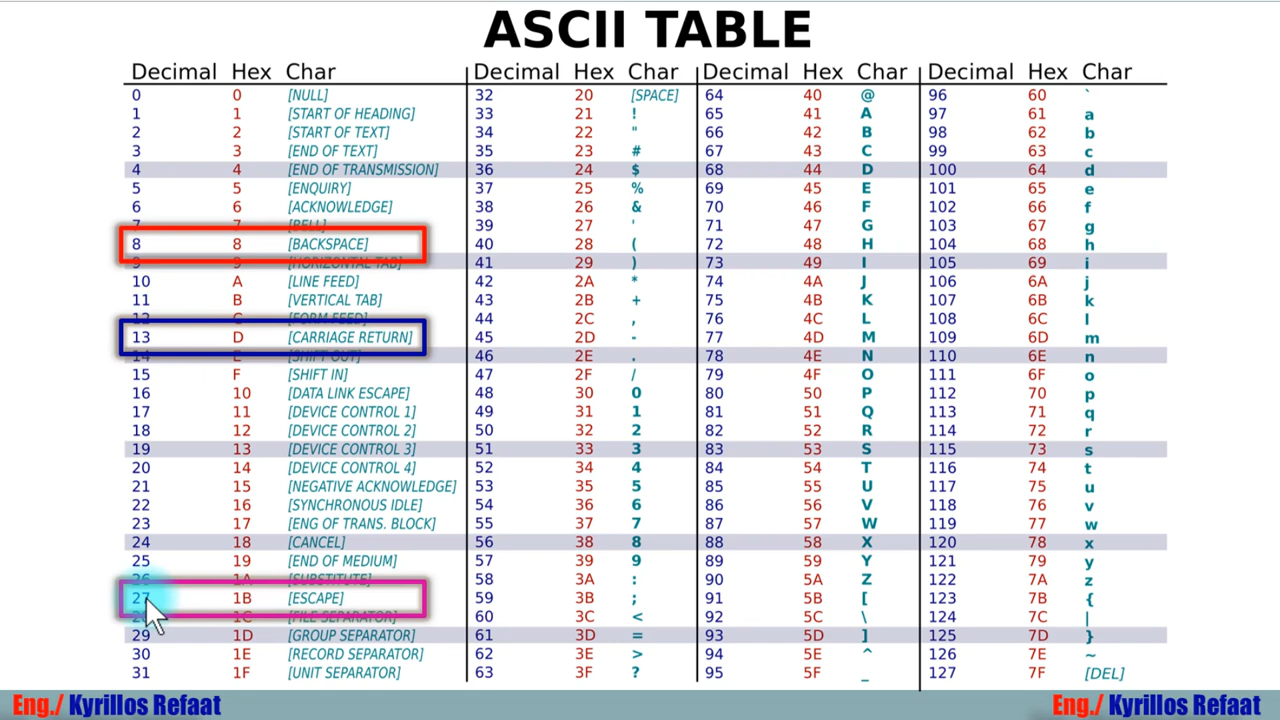 ASCII TABLE
Decimal Hex Char Decimal Hex Char Decimal Hex Char Decimal Hex Char
0 0 [NULL] 32 20 [SPACE] 64 40 @ 96 60 `
1 1 [START OF HEADING] 33 21 ! 65 41 A 97 61 a
2 2 [START OF TEXT] 34 22 " 66 42 B 98 62 b
3 3 [END OF TEXT] 35 23 # 67 43 C 99 63 c
4 4 [END OF TRANSMISSION] 36 24 $ 68 44 D 100 64 d
5 5 [ENQUIRY] 37 25 % 69 45 E 101 65 e
6 6 [ACKNOWLEDGE] 38 26 & 70 46 F 102 66 f
7 7 [BELL] 39 27 ' 71 47 G 103 67 g
8 8 [BACKSPACE] 40 28 ( 72 48 H 104 68 h
9 9 [HORIZONTAL TAB] 41 29 ) 73 49 I 105 69 i
10 A [LINE FEED] 42 2A * 74 4A J 106 6A j
11 B [VERTICAL TAB] 43 2B + 75 4B K 107 6B k
12 C [FORM FEED] 44 2C , 76 4C L 108 6C l
13 D [CARRIAGE RETURN] 45 2D - 77 4D M 109 6D m
14 E [SHIFT OUT] 46 2E . 78 4E N 110 6E n
15 F [SHIFT IN] 47 2F / 79 4F O 111 6F o
16 10 [DATA LINK ESCAPE] 48 30 0 80 50 P 112 70 p
17 11 [DEVICE CONTROL 1] 49 31 1 81 51 Q 113 71 q
18 12 [DEVICE CONTROL 2] 50 32 2 82 52 R 114 72 r
19 13 [DEVICE CONTROL 3] 51 33 3 83 53 S 115 73 s
20 14 [DEVICE CONTROL 4] 52 34 4 84 54 T 116 74 t
21 15 [NEGATIVE ACKNOWLEDGE] 53 35 5 85 55 U 117 75 u
22 16 [SYNCHRONOUS IDLE] 54 36 6 86 56 V 118 76 v
23 17 [ENG OF TRANS. BLOCK] 55 37 7 87 57 W 119 77 w
24 18 [CANCEL] 56 38 8 88 58 X 120 78 x
25 19 [END OF MEDIUM] 57 39 9 89 59 Y 121 79 y
26 1A [SUBSTITUTE] 58 3A : 90 5A Z 122 7A z
27 1B [ESCAPE] 59 3B ; 91 5B [ 123 7B {
28 1C [FILE SEPARATOR] 60 3C < 92 5C \ 124 7C |
29 1D [GROUP SEPARATOR] 61 3D = 93 5D ] 125 7D }
30 1E [RECORD SEPARATOR] 62 3E > 94 5E ^ 126 7E ~
31 1F [UNIT SEPARATOR] 63 3F ? 95 5F _ 127 7F [DEL]
Eng./ Kyrillos Refaat Eng./ Kyrillos Refaat